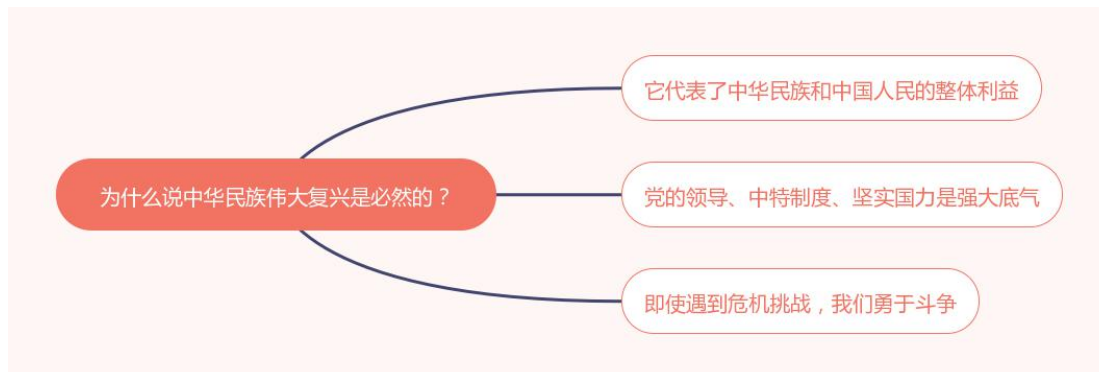 为什么说中华民族伟大复兴是必然的？
它代表了中华民族和中国人民的整体利益
党的领导、中特制度、坚实国力是强大底气
即使遇到危机挑战，我们勇于斗争